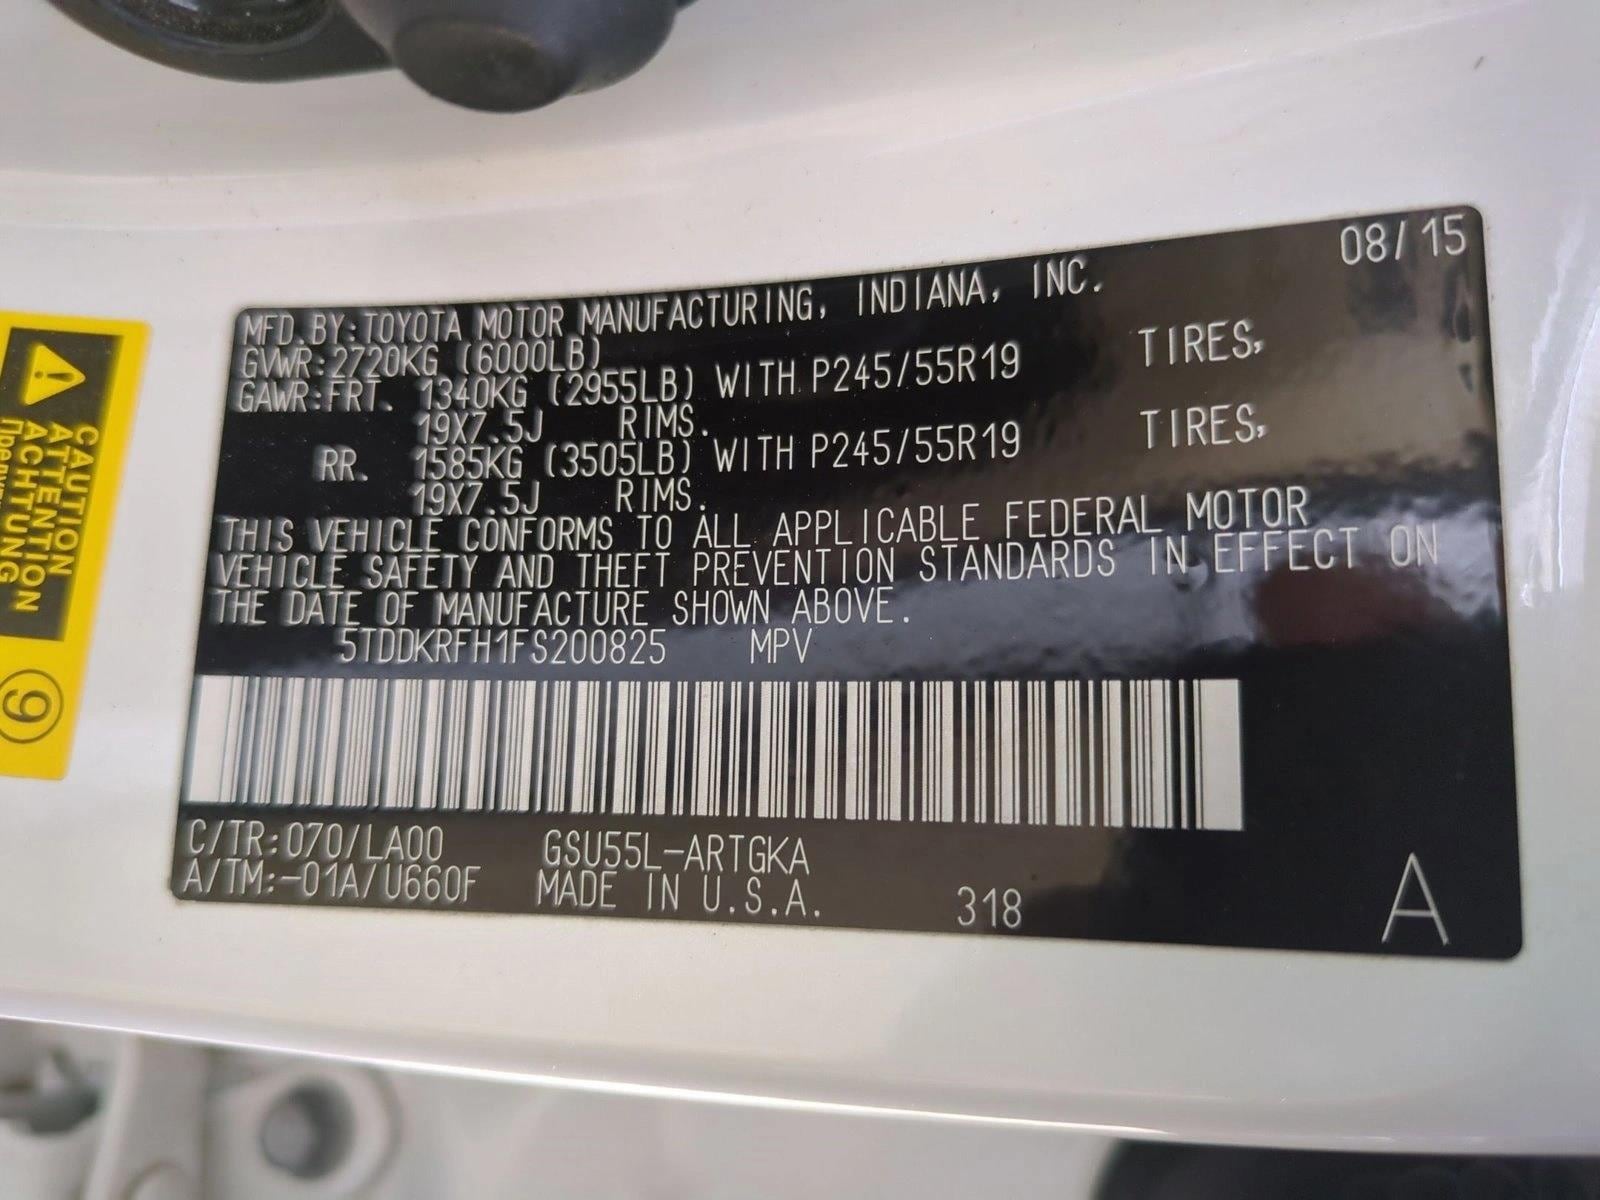 08/15
MFD.BY:TOYOTA MOTOR MANUFACTURING, INDIANA, INC.
GVWR:2720KG (6000LB)
GAWR:FRT. 1340KG (2955LB) WITH P245/55R19 TIRES,
19X7.5J RIMS.
RR. 1585KG (3505LB) WITH P245/55R19 TIRES,
19X7.5J RIMS.
THIS VEHICLE CONFORMS TO ALL APPLICABLE FEDERAL MOTOR
VEHICLE SAFETY AND THEFT PREVENTION STANDARDS IN EFFECT ON
THE DATE OF MANUFACTURE SHOWN ABOVE.
5TDDKRFH1FS200825 MPV
C/TR:070/LA00 GSU55L-ARTGKA
A/TM:-01A/U660F MADE IN U.S.A. 318 A
CAUTION
ATTENTION
ACHTUNG
9